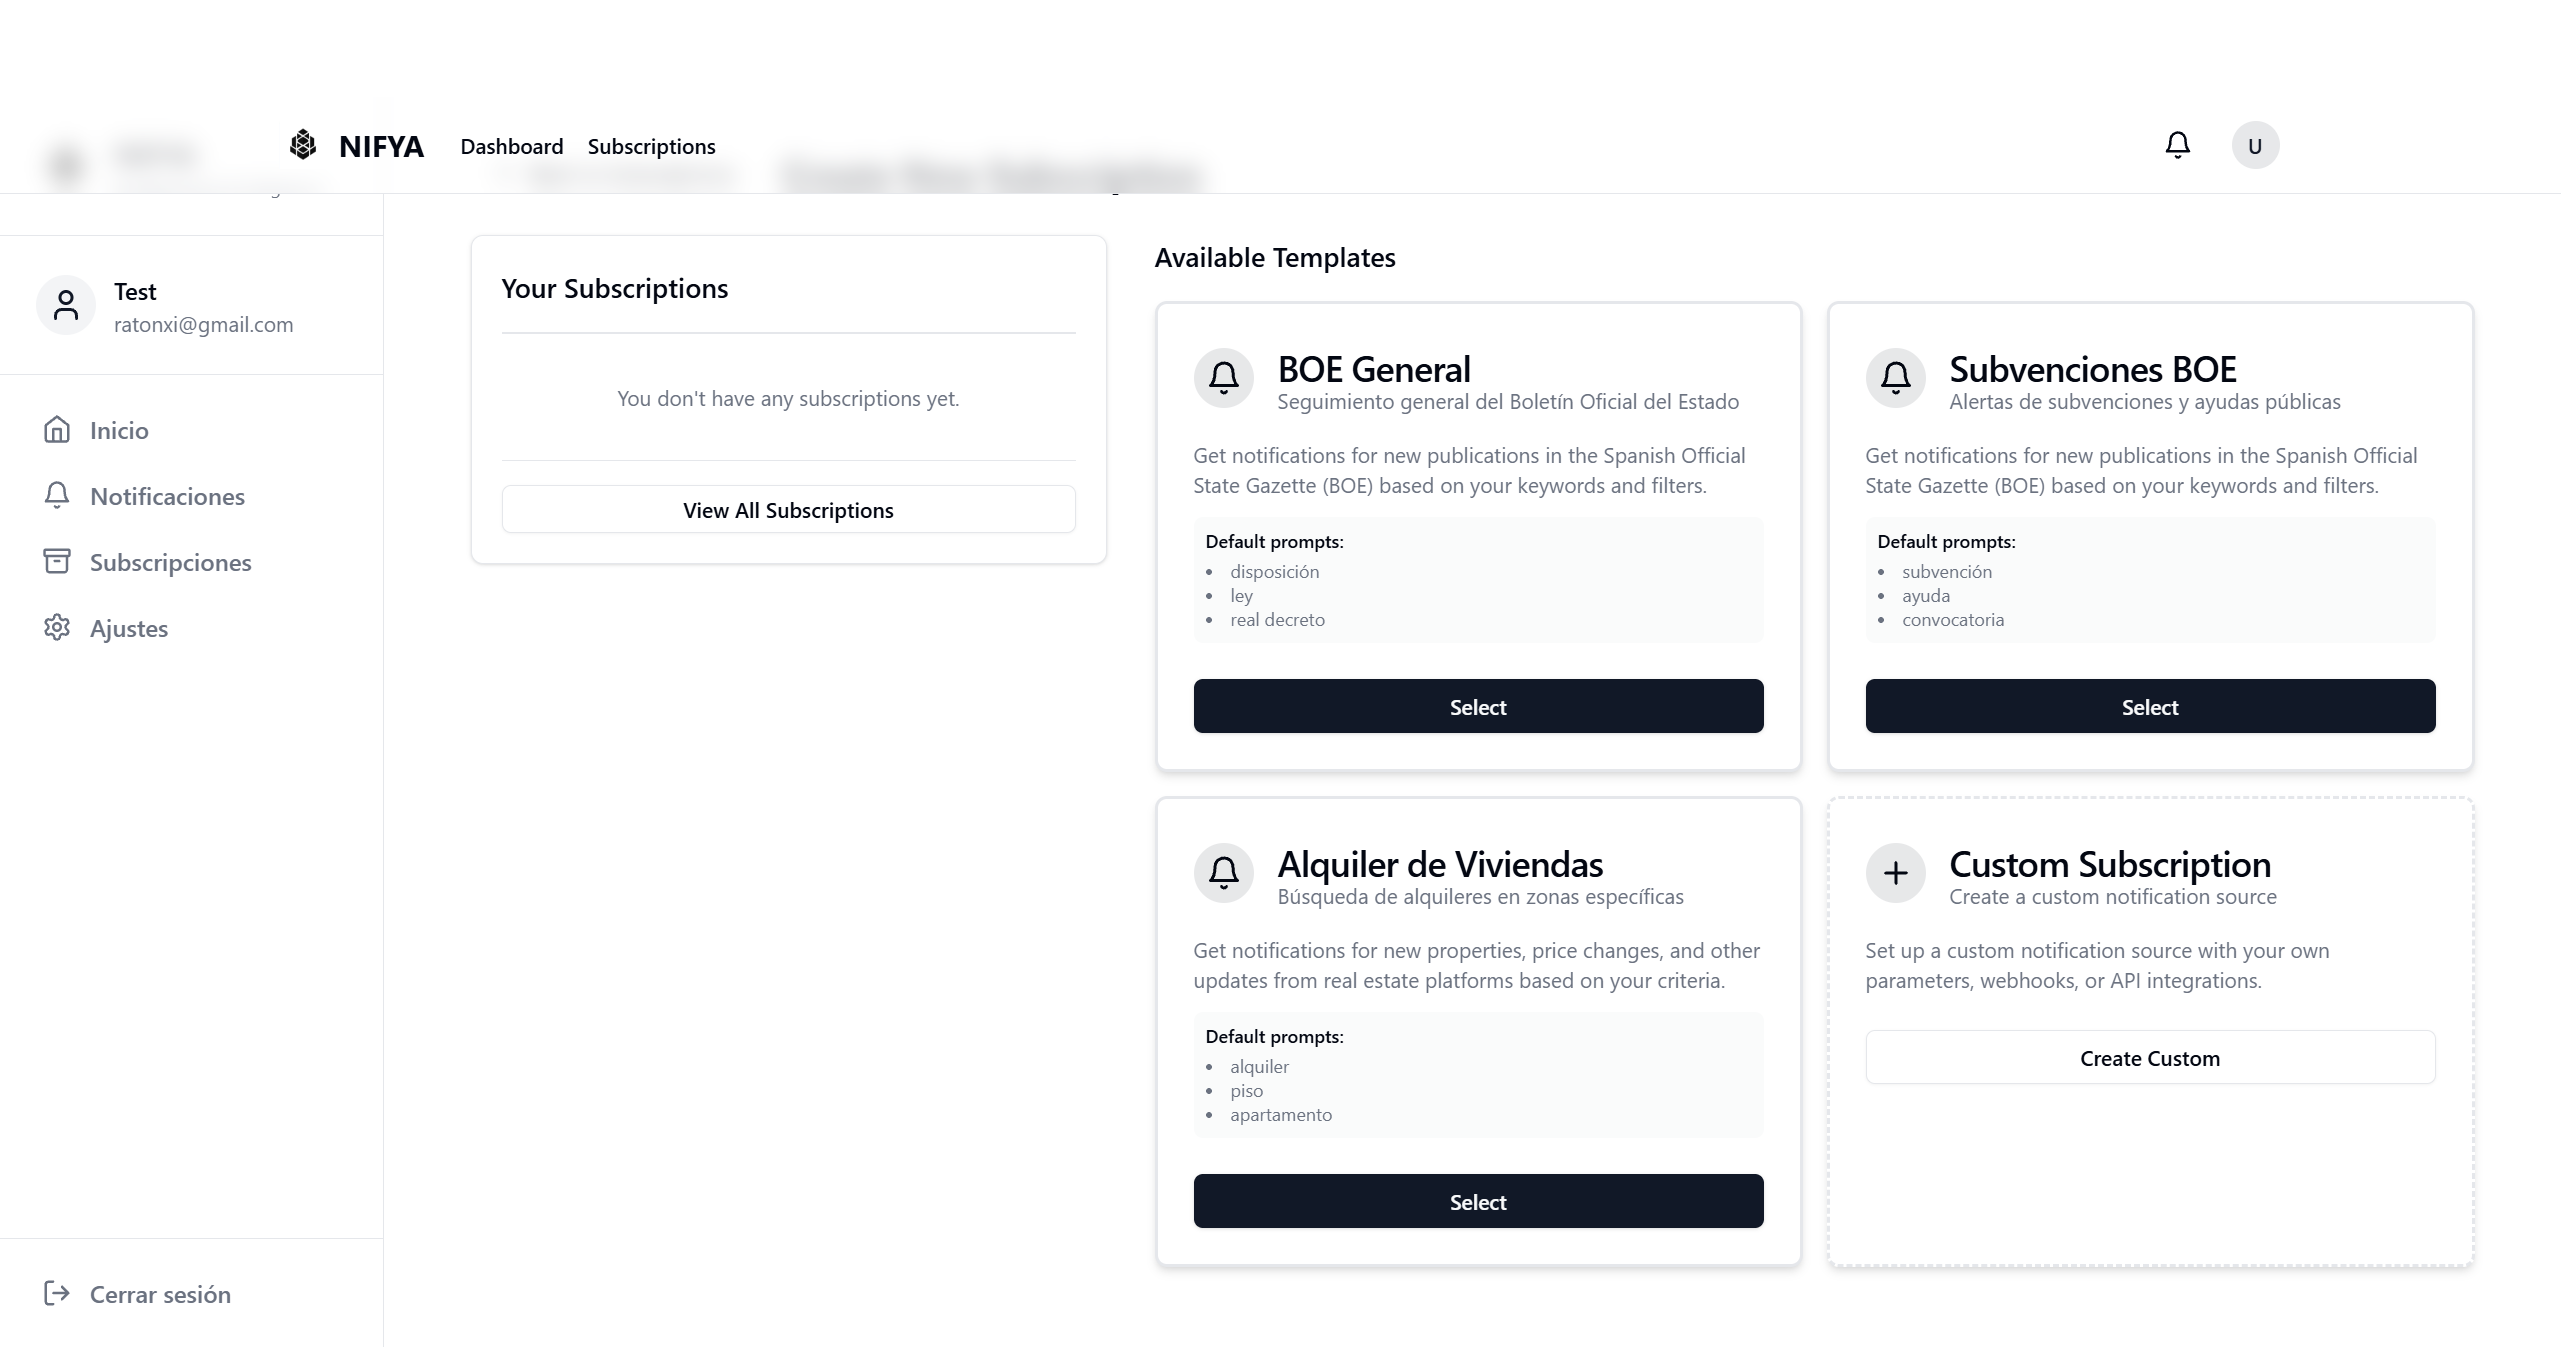 NIFYA
Dashboard
Subscriptions
U
Test
ratonxi@gmail.com
Inicio
Notificaciones
Subscripciones
Ajustes
Cerrar sesión
Your Subscriptions
You don't have any subscriptions yet.
View All Subscriptions
Available Templates
BOE General
Seguimiento general del Boletín Oficial del Estado
Get notifications for new publications in the Spanish Official
State Gazette (BOE) based on your keywords and filters.
Default prompts:
• disposición
• ley
• real decreto
Select
Subvenciones BOE
Alertas de subvenciones y ayudas públicas
Get notifications for new publications in the Spanish Official
State Gazette (BOE) based on your keywords and filters.
Default prompts:
• subvención
• ayuda
• convocatoria
Select
Alquiler de Viviendas
Búsqueda de alquileres en zonas específicas
Get notifications for new properties, price changes, and other
updates from real estate platforms based on your criteria.
Default prompts:
• alquiler
• piso
• apartamento
Select
Custom Subscription
Create a custom notification source
Set up a custom notification source with your own
parameters, webhooks, or API integrations.
Create Custom